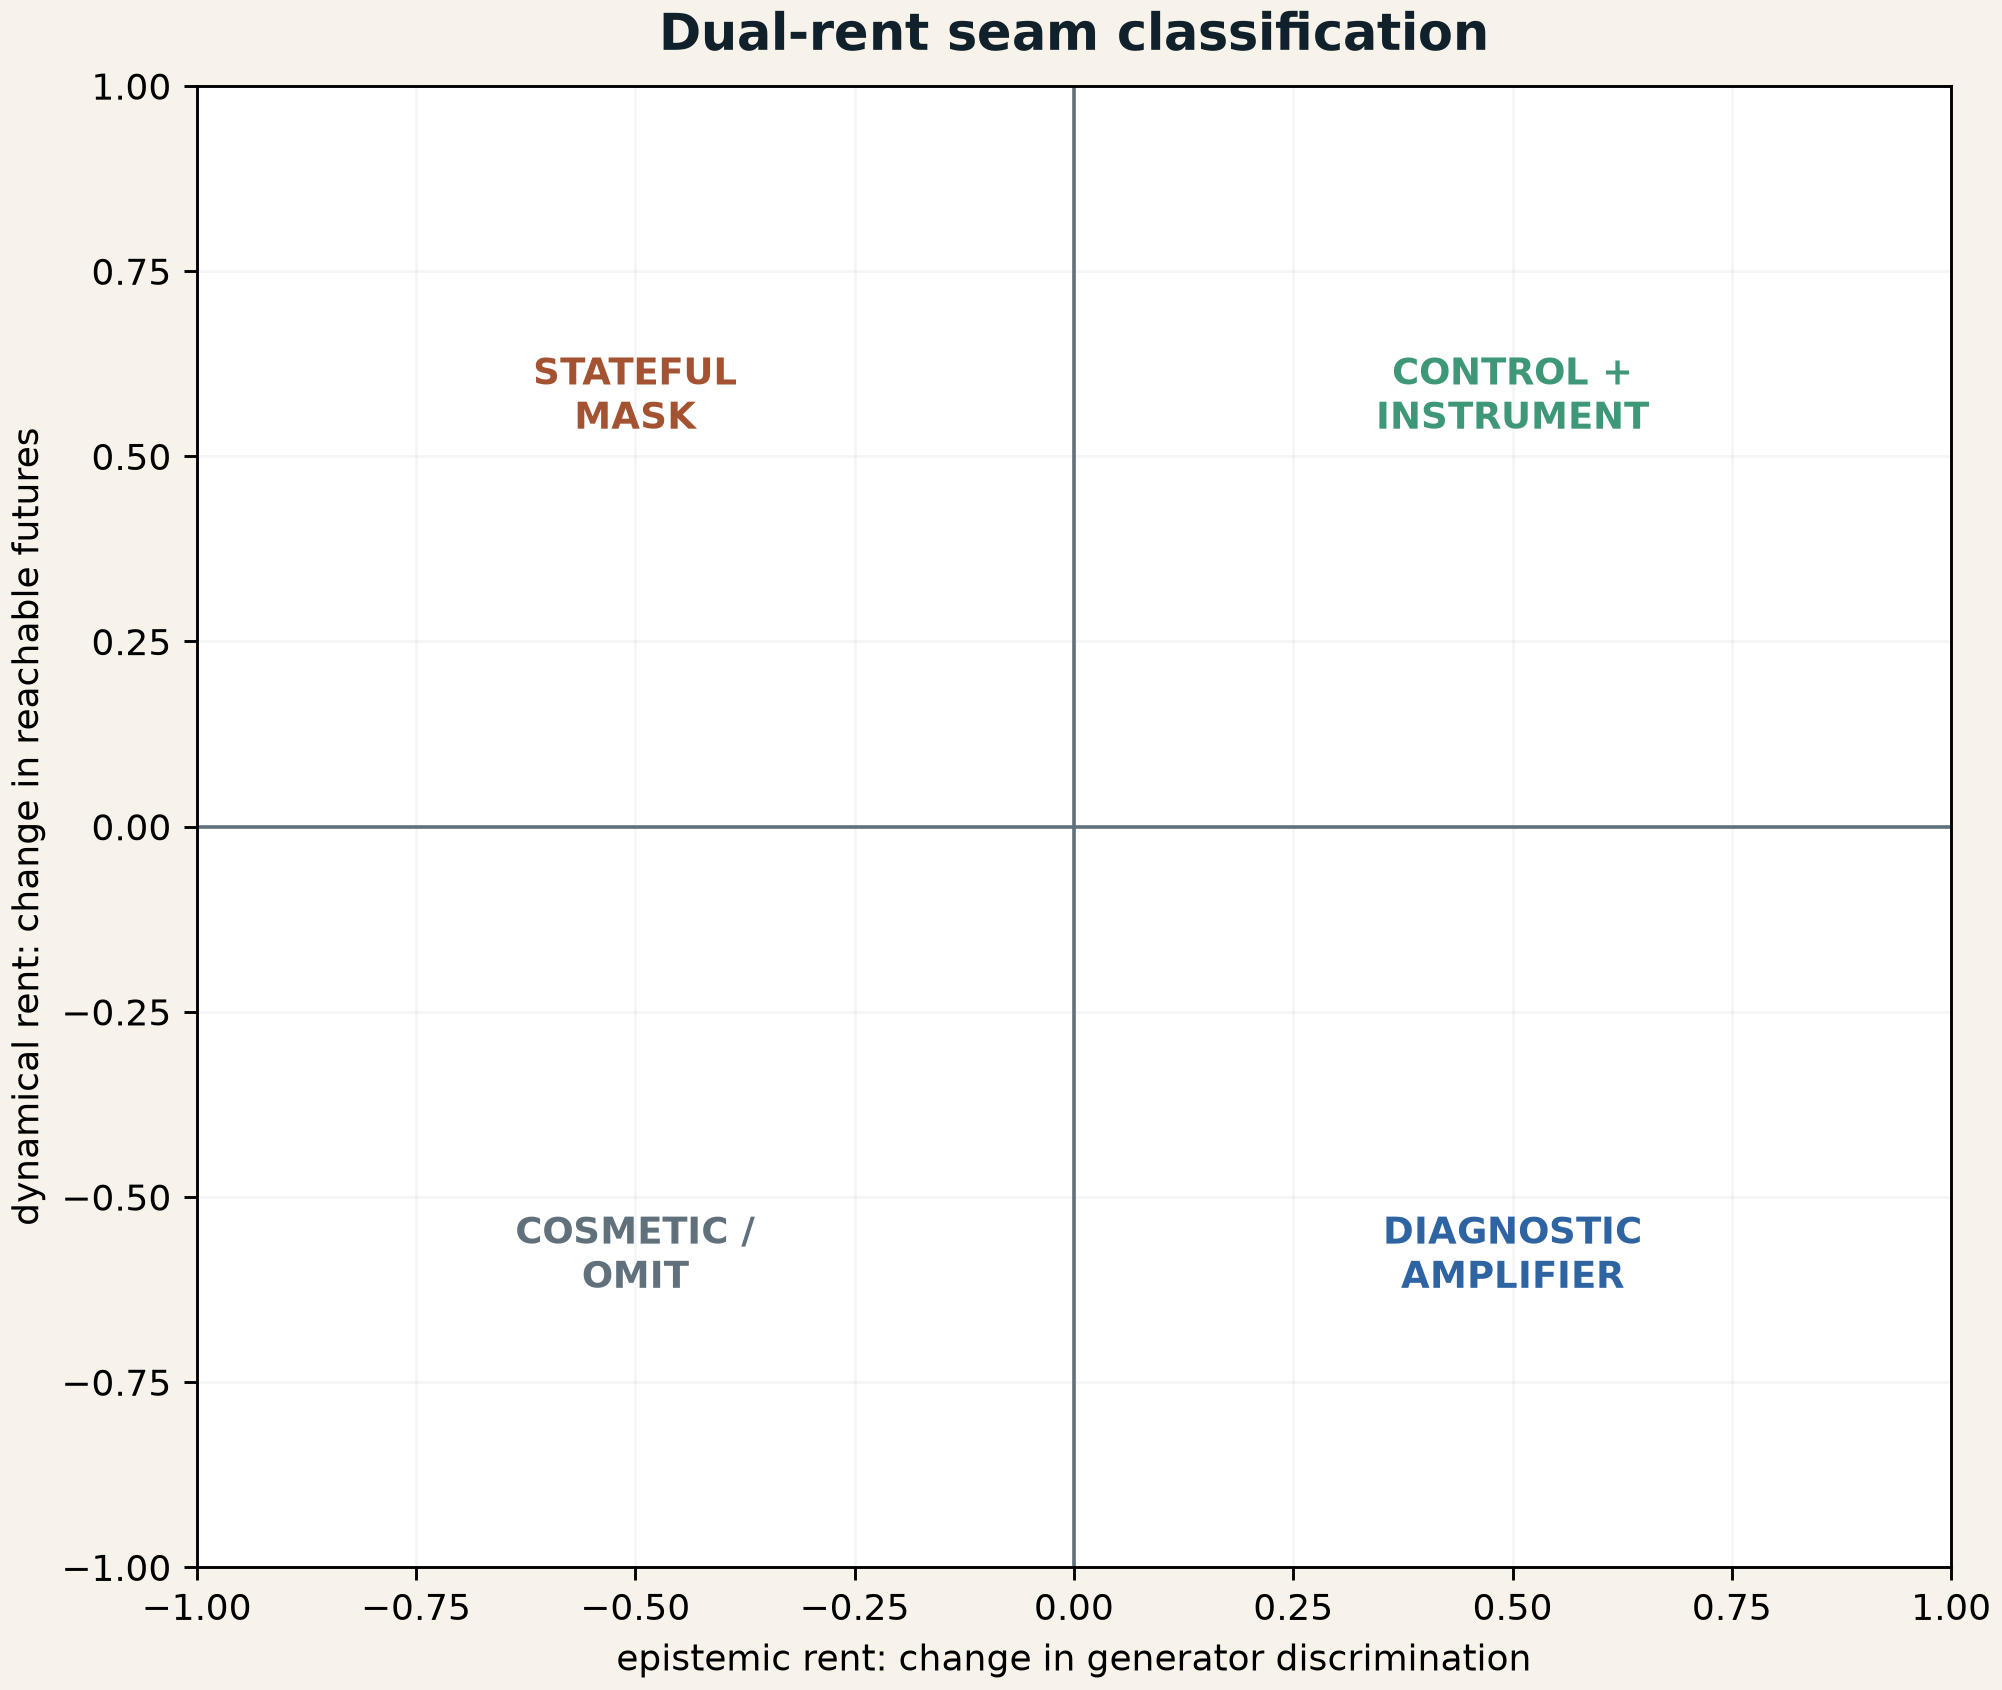 Dual-rent seam classification
1.00
0.75
0.50
0.25
0.00
−0.25
−0.50
−0.75
−1.00
dynamical rent: change in reachable futures
STATEFUL
MASK
CONTROL +
INSTRUMENT
COSMETIC /
OMIT
DIAGNOSTIC
AMPLIFIER
−1.00 −0.75 −0.50 −0.25 0.00 0.25 0.50 0.75 1.00
epistemic rent: change in generator discrimination